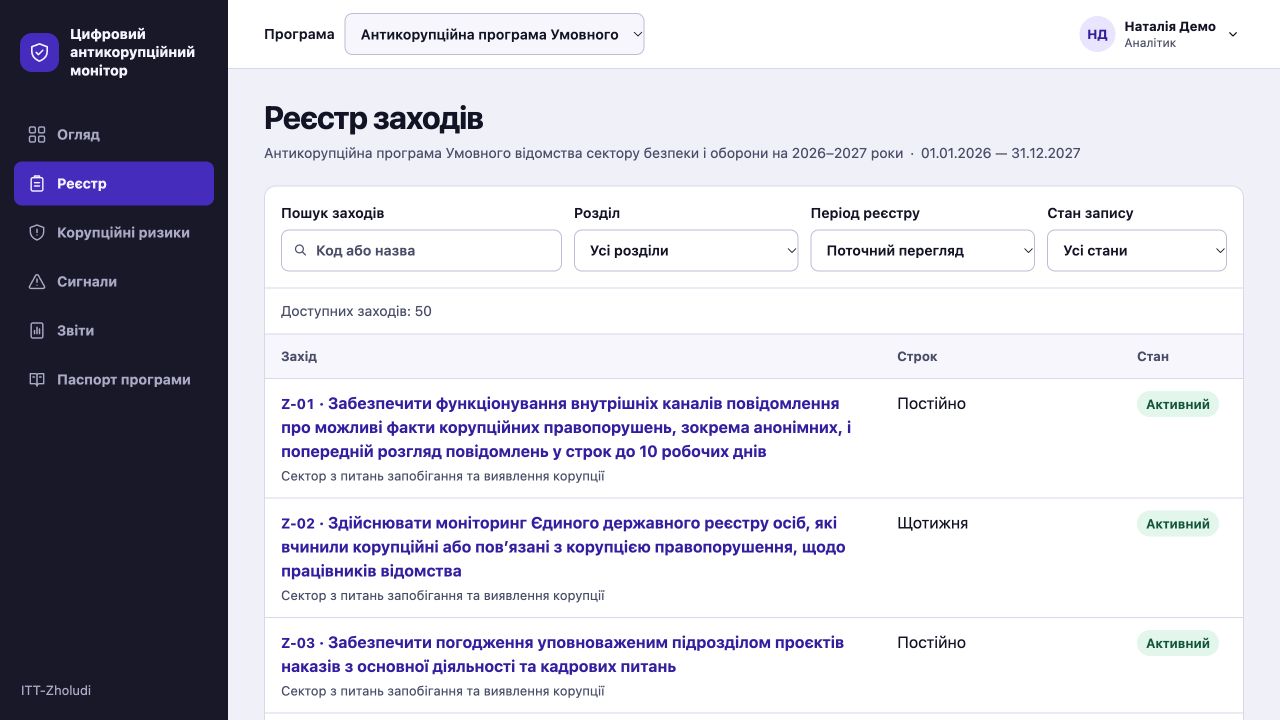 Цифровий
антикорупційний
монітор
Огляд
Реєстр
Корупційні ризики
Сигнали
Звіти
Паспорт програми
ITT-Zholudi
Програма
Антикорупційна програма Умовного
НД
Наталія Демо
Аналітик
Реєстр заходів
Антикорупційна програма Умовного відомства сектору безпеки і оборони на 2026–2027 роки · 01.01.2026 — 31.12.2027
Пошук заходів
Розділ
Період реєстру
Стан запису
Код або назва
Усі розділи
Поточний перегляд
Усі стани
Доступних заходів: 50
Захід
Строк
Стан
Z-01 · Забезпечити функціонування внутрішніх каналів повідомлення
про можливі факти корупційних правопорушень, зокрема анонімних, і
попередній розгляд повідомлень у строк до 10 робочих днів
Сектор з питань запобігання та виявлення корупції
Постійно
Активний
Z-02 · Здійснювати моніторинг Єдиного державного реєстру осіб, які
вчинили корупційні або пов’язані з корупцією правопорушення, щодо
працівників відомства
Сектор з питань запобігання та виявлення корупції
Щотижня
Активний
Z-03 · Забезпечити погодження уповноваженим підрозділом проєктів
наказів з основної діяльності та кадрових питань
Сектор з питань запобігання та виявлення корупції
Постійно
Активний